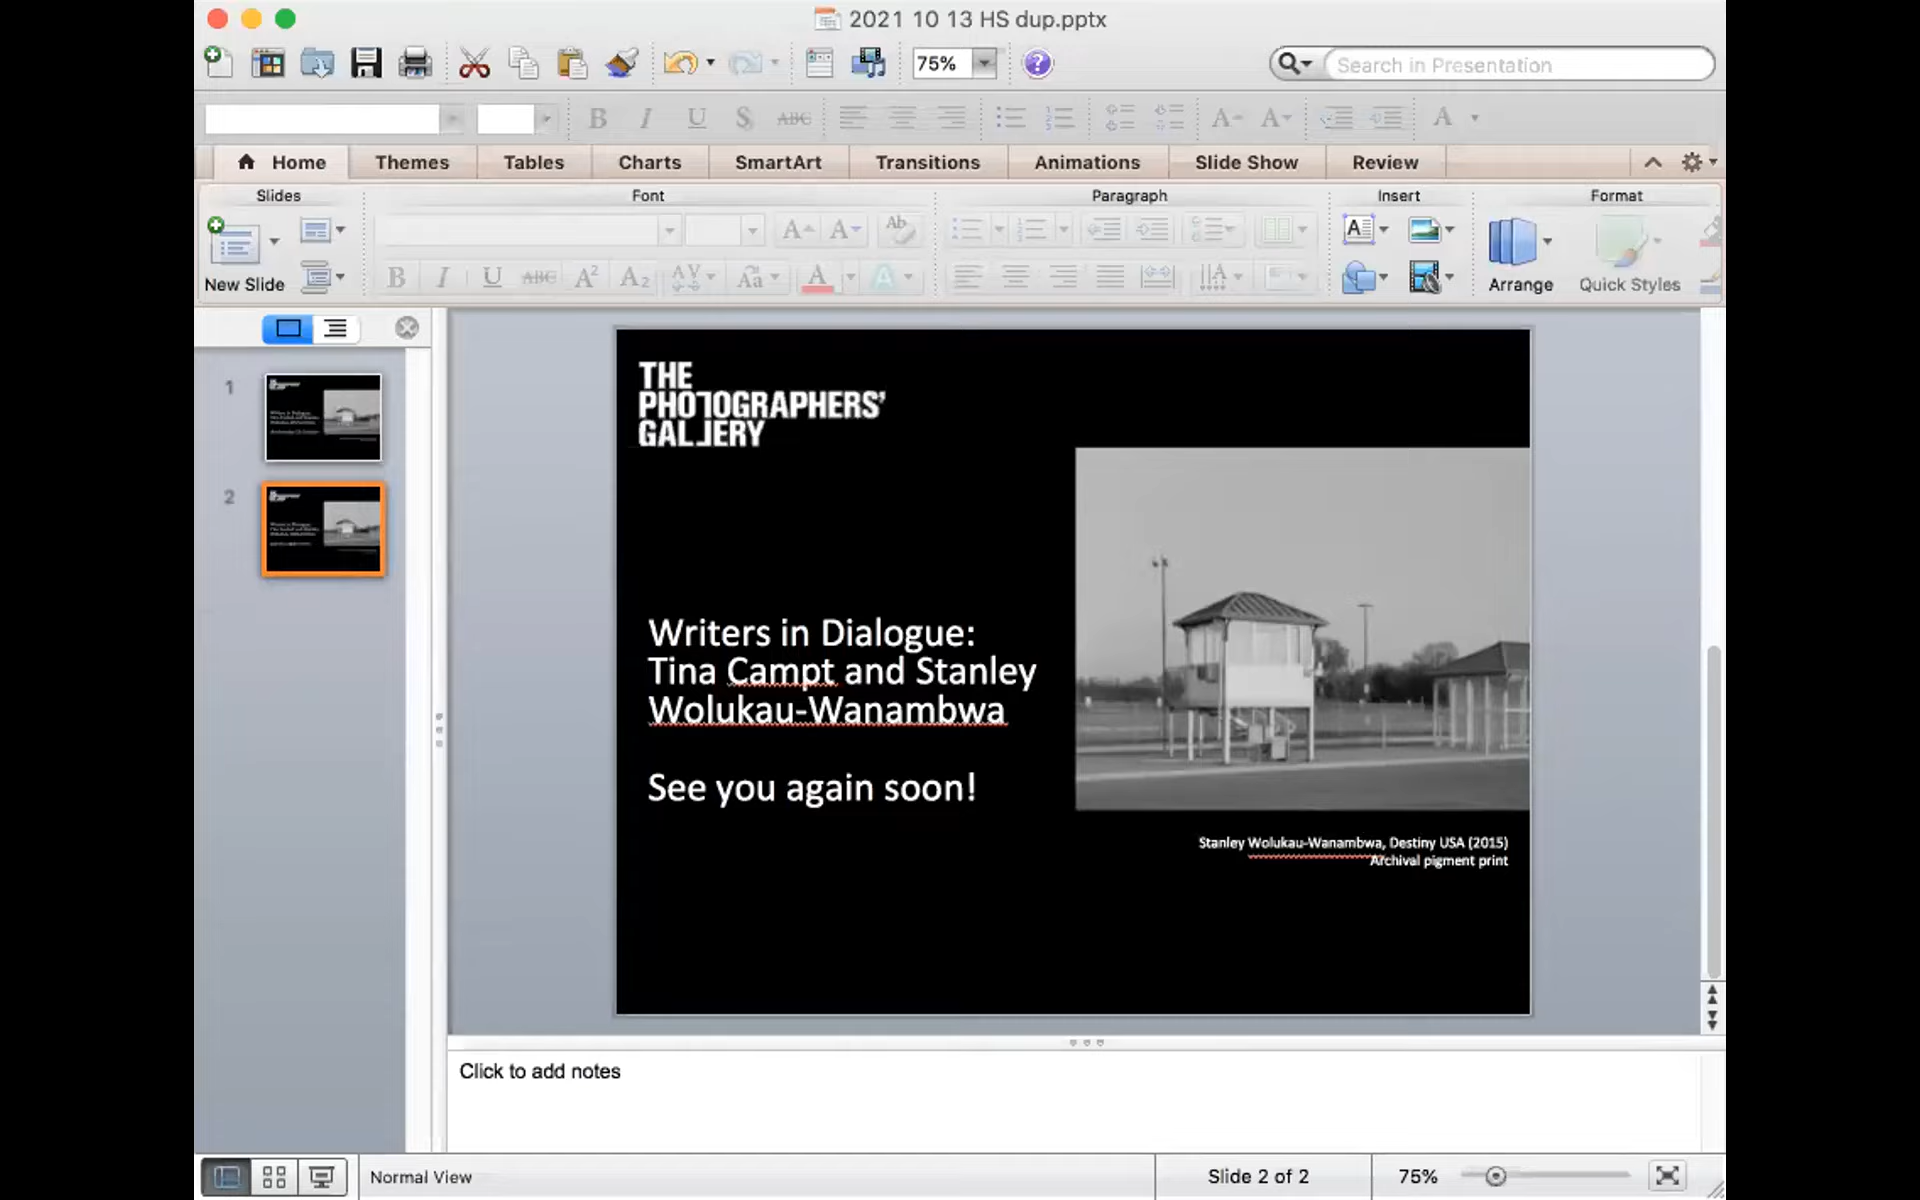 2021 10 13 HS dup.pptx
75%
Search in Presentation
Home Themes Tables Charts SmartArt Transitions Animations Slide Show Review
Slides Font Paragraph Insert Format
New Slide
Arrange
Quick Styles
1
2
THE
PHOTOGRAPHERS'
GALLERY
Writers in Dialogue:
Tina Campt and Stanley
Wolukau-Wanambwa
See you again soon!
Stanley Wolukau-Wanambwa, Destiny USA (2015)
Archival pigment print
Click to add notes
Normal View
Slide 2 of 2
75%